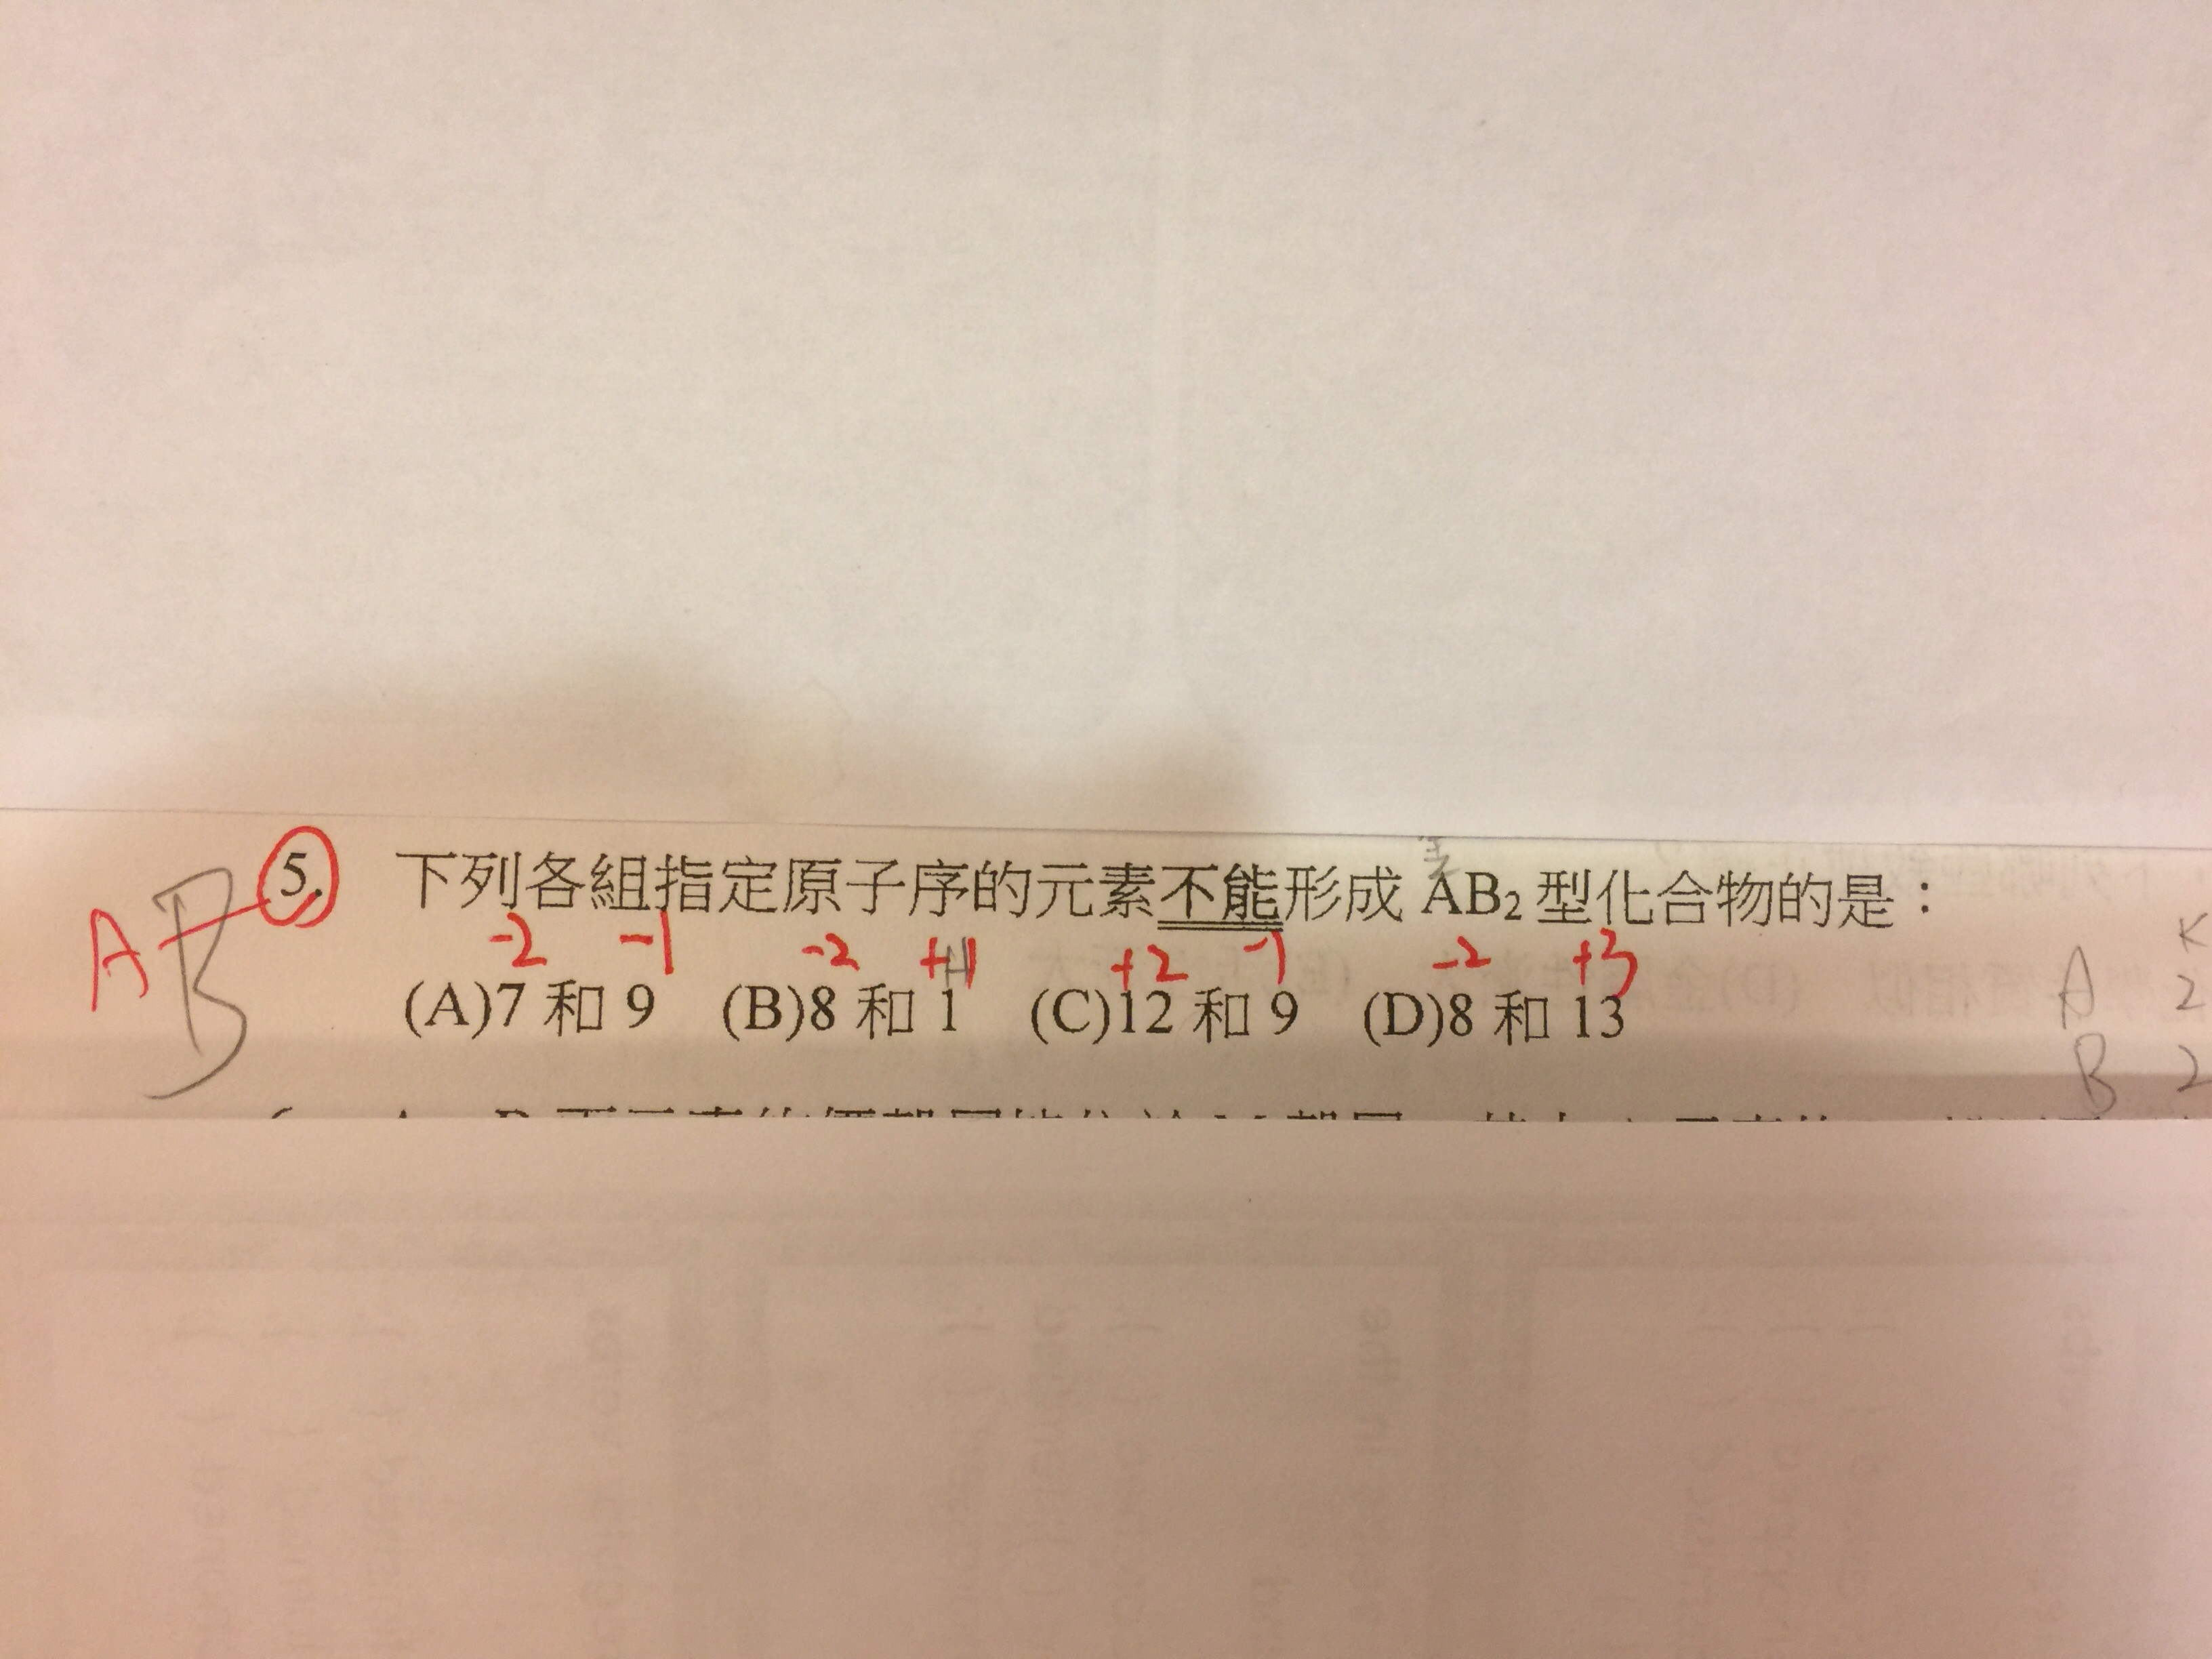 A B 5. 下列各組指定原子序的元素不能形成 AB₂ 型化合物的是：
-2 -1 -2 +1 +2 -1 -2 +3 K
(A)7 和 9 (B)8 和 1 (C)12 和 9 (D)8 和 13 A 2
B 2